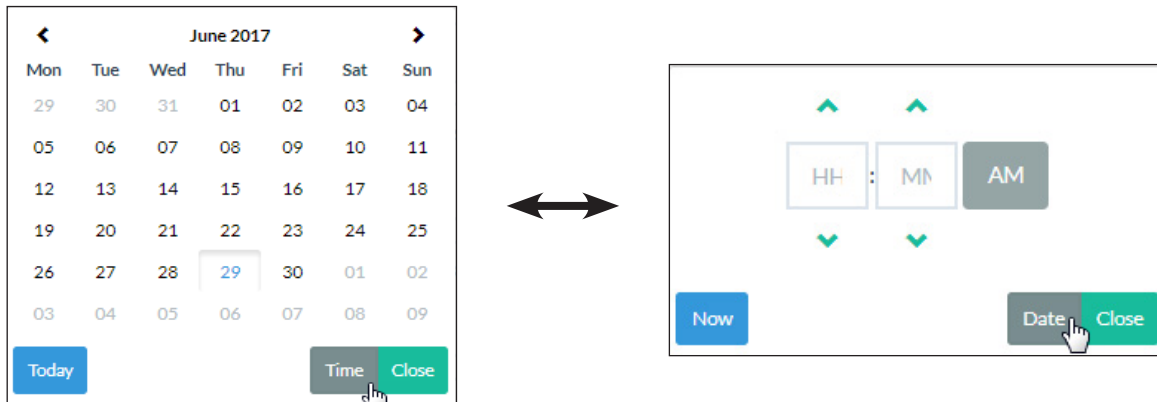 June 2017
Mon Tue Wed Thu Fri Sat Sun
29 30 31 01 02 03 04
05 06 07 08 09 10 11
12 13 14 15 16 17 18
19 20 21 22 23 24 25
26 27 28 29 30 01 02
03 04 05 06 07 08 09
Today Time Close
HH : MM AM
Now Date Close